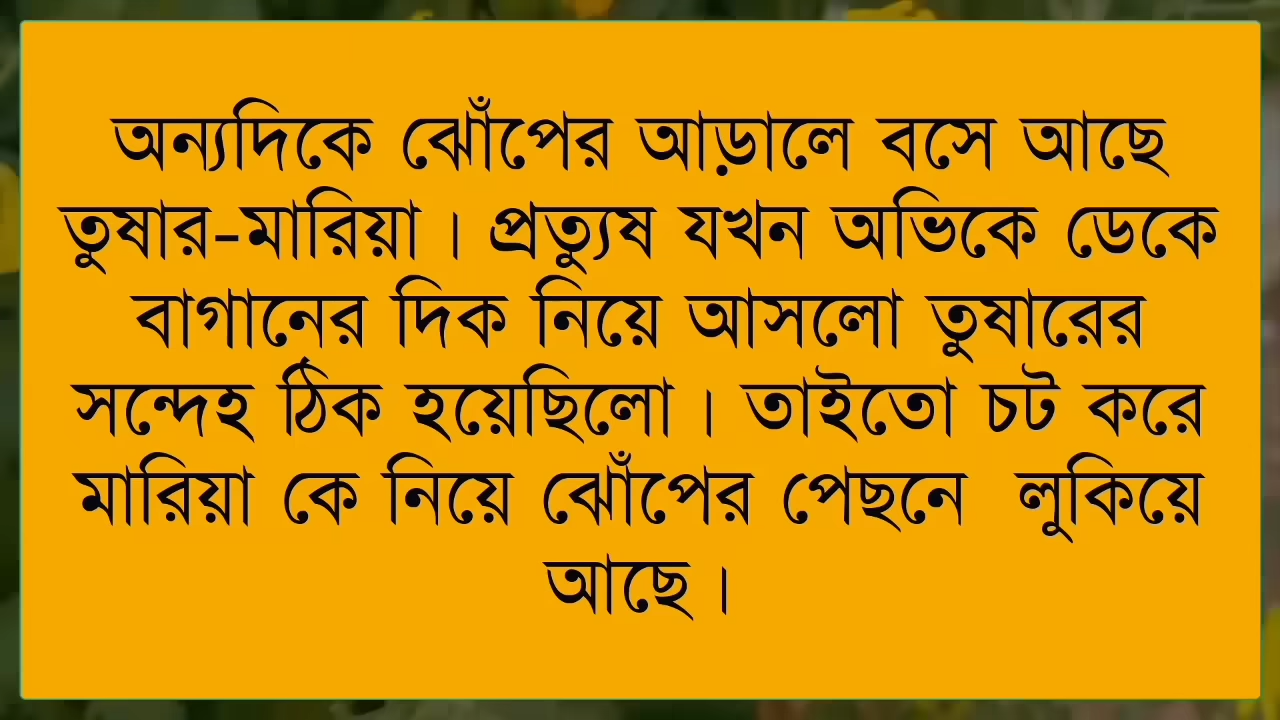 অন্যদিকে ঝোঁপের আড়ালে বসে আছে
তুষার-মারিয়া। প্রত্যুষ যখন অভিকে ডেকে
বাগানের দিক নিয়ে আসলো তুষারের
সন্দেহ ঠিক হয়েছিলো। তাইতো চট করে
মারিয়া কে নিয়ে ঝোঁপের পেছনে  লুকিয়ে
আছে।